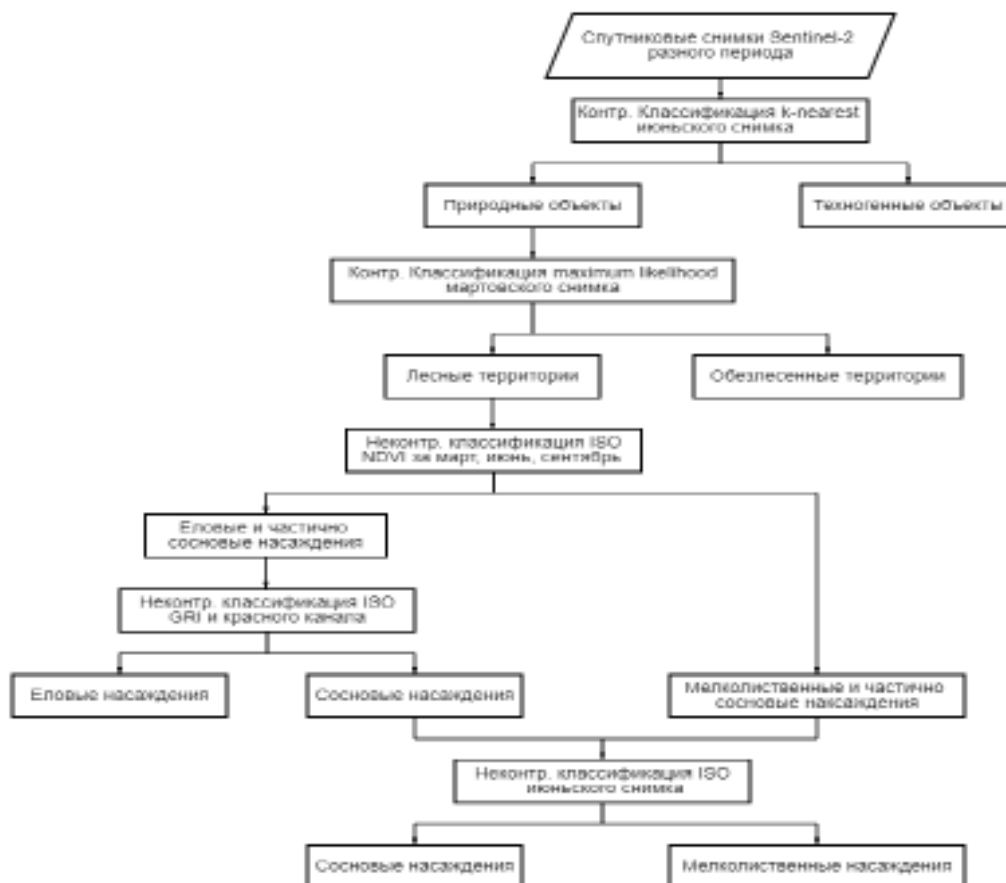 Спутниковые снимки Sentinel-2
разного периода
Контр. Классификация k-nearest
июньского снимка
Природные объекты
Техногенные объекты
Контр. Классификация maximum likelihood
мартовского снимка
Лесные территории
Обезлесенные территории
Неконтр. классификация ISO
NDVI за март, июнь, сентябрь
Еловые и частично
сосновые насаждения
Неконтр. классификация ISO
GRI и красного канала
Еловые насаждения
Сосновые насаждения
Мелколиственные и частично
сосновые наксаждения
Неконтр. классификация ISO
июньского снимка
Сосновые насаждения
Мелколиственные насаждения